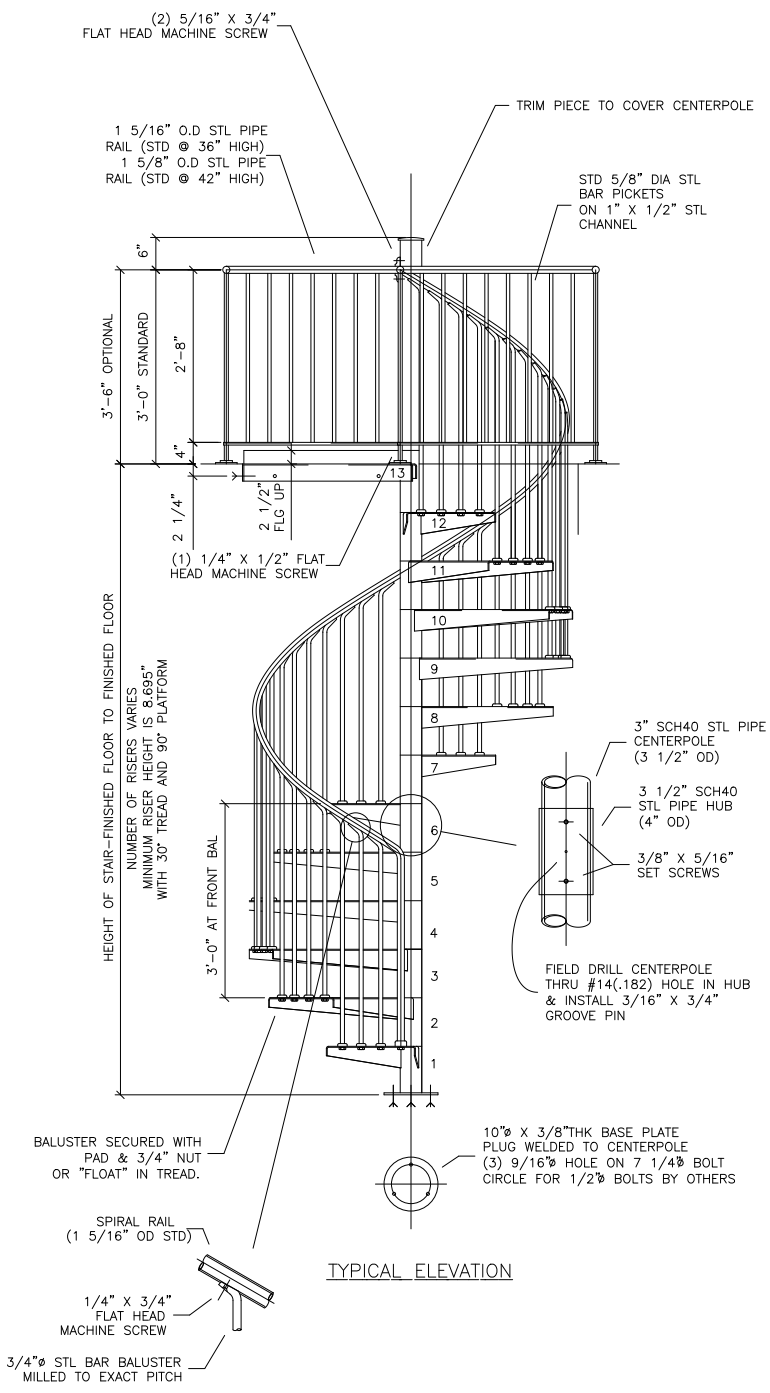 (2) 5/16" X 3/4"
FLAT HEAD MACHINE SCREW
TRIM PIECE TO COVER CENTERPOLE
1 5/16" O.D STL PIPE
RAIL (STD @ 36" HIGH)
1 5/8" O.D STL PIPE
RAIL (STD @ 42" HIGH)
STD 5/8" DIA STL
BAR PICKETS
ON 1" X 1/2" STL
CHANNEL
6"
3'-6" OPTIONAL
3'-0" STANDARD
2'-8"
4"
2 1/4"
2 1/2"
FLG UP
(1) 1/4" X 1/2" FLAT
HEAD MACHINE SCREW
13
12
11
10
9
8
7
6
5
4
3
2
1
HEIGHT OF STAIR-FINISHED FLOOR TO FINISHED FLOOR
NUMBER OF RISERS VARIES
MINIMUM RISER HEIGHT IS 8.695"
WITH 30° TREAD AND 90° PLATFORM
3'-0" AT FRONT BAL
3" SCH40 STL PIPE
CENTERPOLE
(3 1/2" OD)
3 1/2" SCH40
STL PIPE HUB
(4" OD)
3/8" X 5/16"
SET SCREWS
FIELD DRILL CENTERPOLE
THRU #14(.182) HOLE IN HUB
& INSTALL 3/16" X 3/4"
GROOVE PIN
BALUSTER SECURED WITH
PAD & 3/4" NUT
OR "FLOAT" IN TREAD.
10"ø X 3/8"THK BASE PLATE
PLUG WELDED TO CENTERPOLE
(3) 9/16"ø HOLE ON 7 1/4"ø BOLT
CIRCLE FOR 1/2"ø BOLTS BY OTHERS
SPIRAL RAIL
(1 5/16" OD STD)
TYPICAL ELEVATION
1/4" X 3/4"
FLAT HEAD
MACHINE SCREW
3/4"ø STL BAR BALUSTER
MILLED TO EXACT PITCH